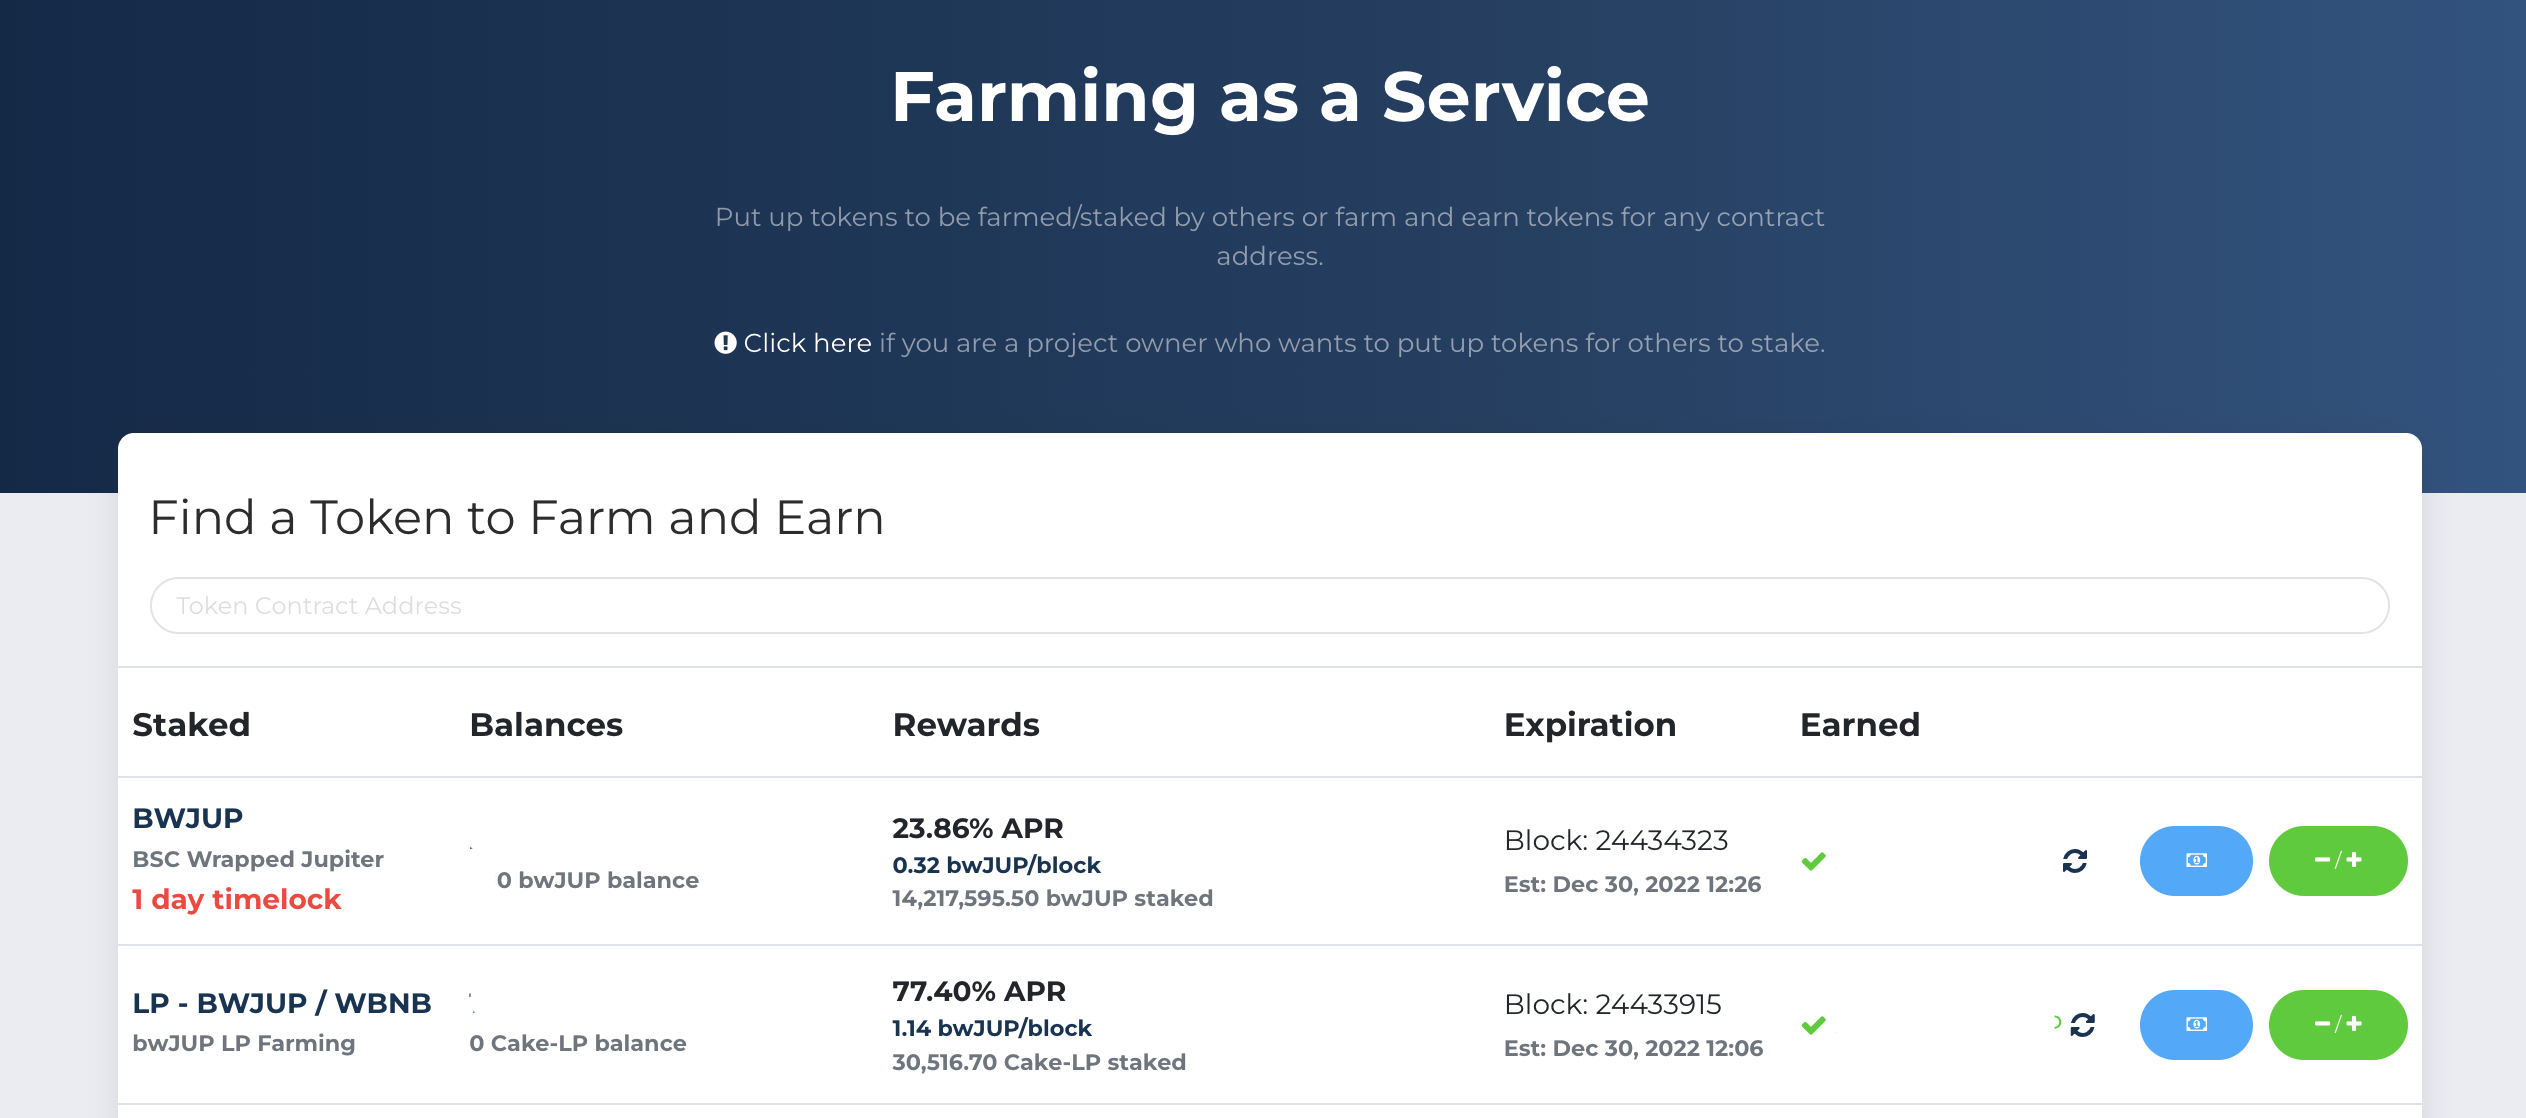 Farming as a Service
Put up tokens to be farmed/staked by others or farm and earn tokens for any contract
address.
Click here if you are a project owner who wants to put up tokens for others to stake.
Find a Token to Farm and Earn
Token Contract Address
Staked Balances Rewards Expiration Earned
BWJUP
BSC Wrapped Jupiter
1 day timelock
0 bwJUP balance
23.86% APR
0.32 bwJUP/block
14,217,595.50 bwJUP staked
Block: 24434323
Est: Dec 30, 2022 12:26
- / +
LP - BWJUP / WBNB
bwJUP LP Farming
0 Cake-LP balance
77.40% APR
1.14 bwJUP/block
30,516.70 Cake-LP staked
Block: 24433915
Est: Dec 30, 2022 12:06
- / +